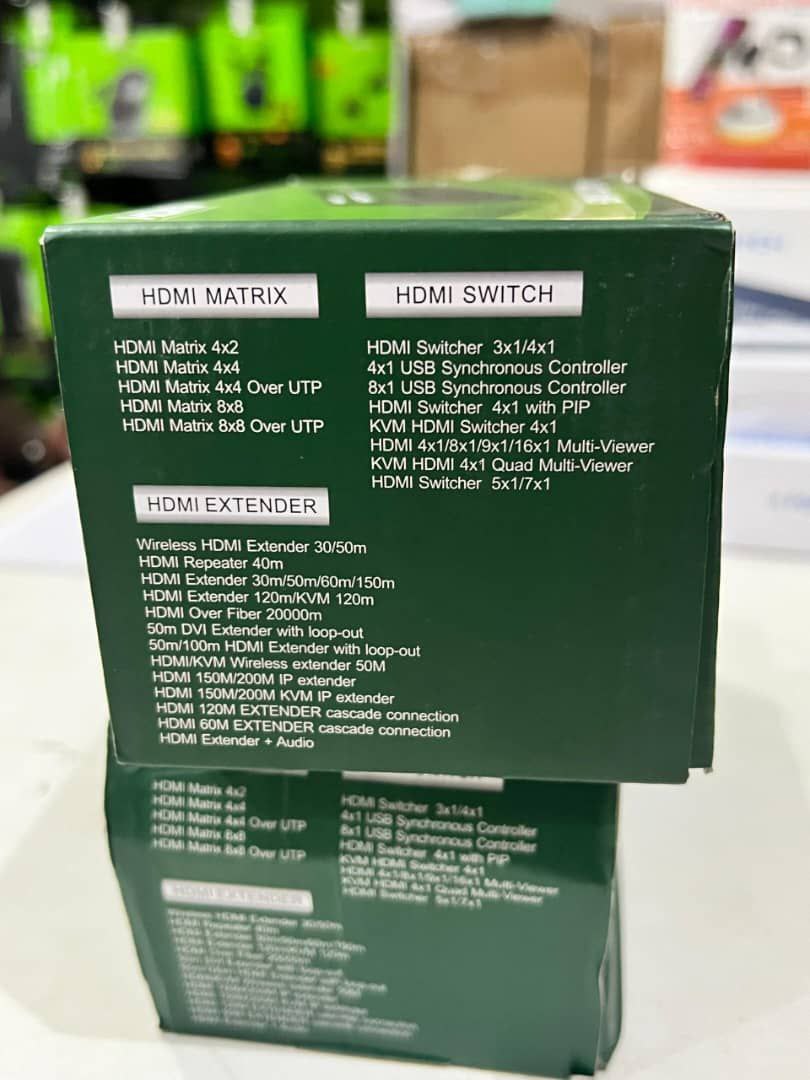 HDMI MATRIX
HDMI Matrix 4x2
HDMI Matrix 4x4
HDMI Matrix 4x4 Over UTP
HDMI Matrix 8x8
HDMI Matrix 8x8 Over UTP
HDMI SWITCH
HDMI Switcher 3x1/4x1
4x1 USB Synchronous Controller
8x1 USB Synchronous Controller
HDMI Switcher 4x1 with PIP
KVM HDMI Switcher 4x1
HDMI 4x1/8x1/9x1/16x1 Multi-Viewer
KVM HDMI 4x1 Quad Multi-Viewer
HDMI Switcher 5x1/7x1
HDMI EXTENDER
Wireless HDMI Extender 30/50m
HDMI Repeater 40m
HDMI Extender 30m/50m/60m/150m
HDMI Extender 120m/KVM 120m
HDMI Over Fiber 20000m
50m DVI Extender with loop-out
50m/100m HDMI Extender with loop-out
HDMI/KVM Wireless extender 50M
HDMI 150M/200M IP extender
HDMI 150M/200M KVM IP extender
HDMI 120M EXTENDER cascade connection
HDMI 60M EXTENDER cascade connection
HDMI Extender + Audio
HDMI Matrix 4x2
HDMI Matrix 4x4
HDMI Matrix 4x4 Over UTP
HDMI Matrix 8x8
HDMI Matrix 8x8 Over UTP
HDMI Switcher 3x1/4x1
4x1 USB Synchronous Controller
8x1 USB Synchronous Controller
HDMI Switcher 4x1 with PIP
KVM HDMI Switcher 4x1
HDMI 4x1/8x1/9x1/16x1 Multi-Viewer
KVM HDMI 4x1 Quad Multi-Viewer
HDMI Switcher 5x1/7x1
HDMI EXTENDER
Wireless HDMI Extender 30/50m
HDMI Repeater 40m